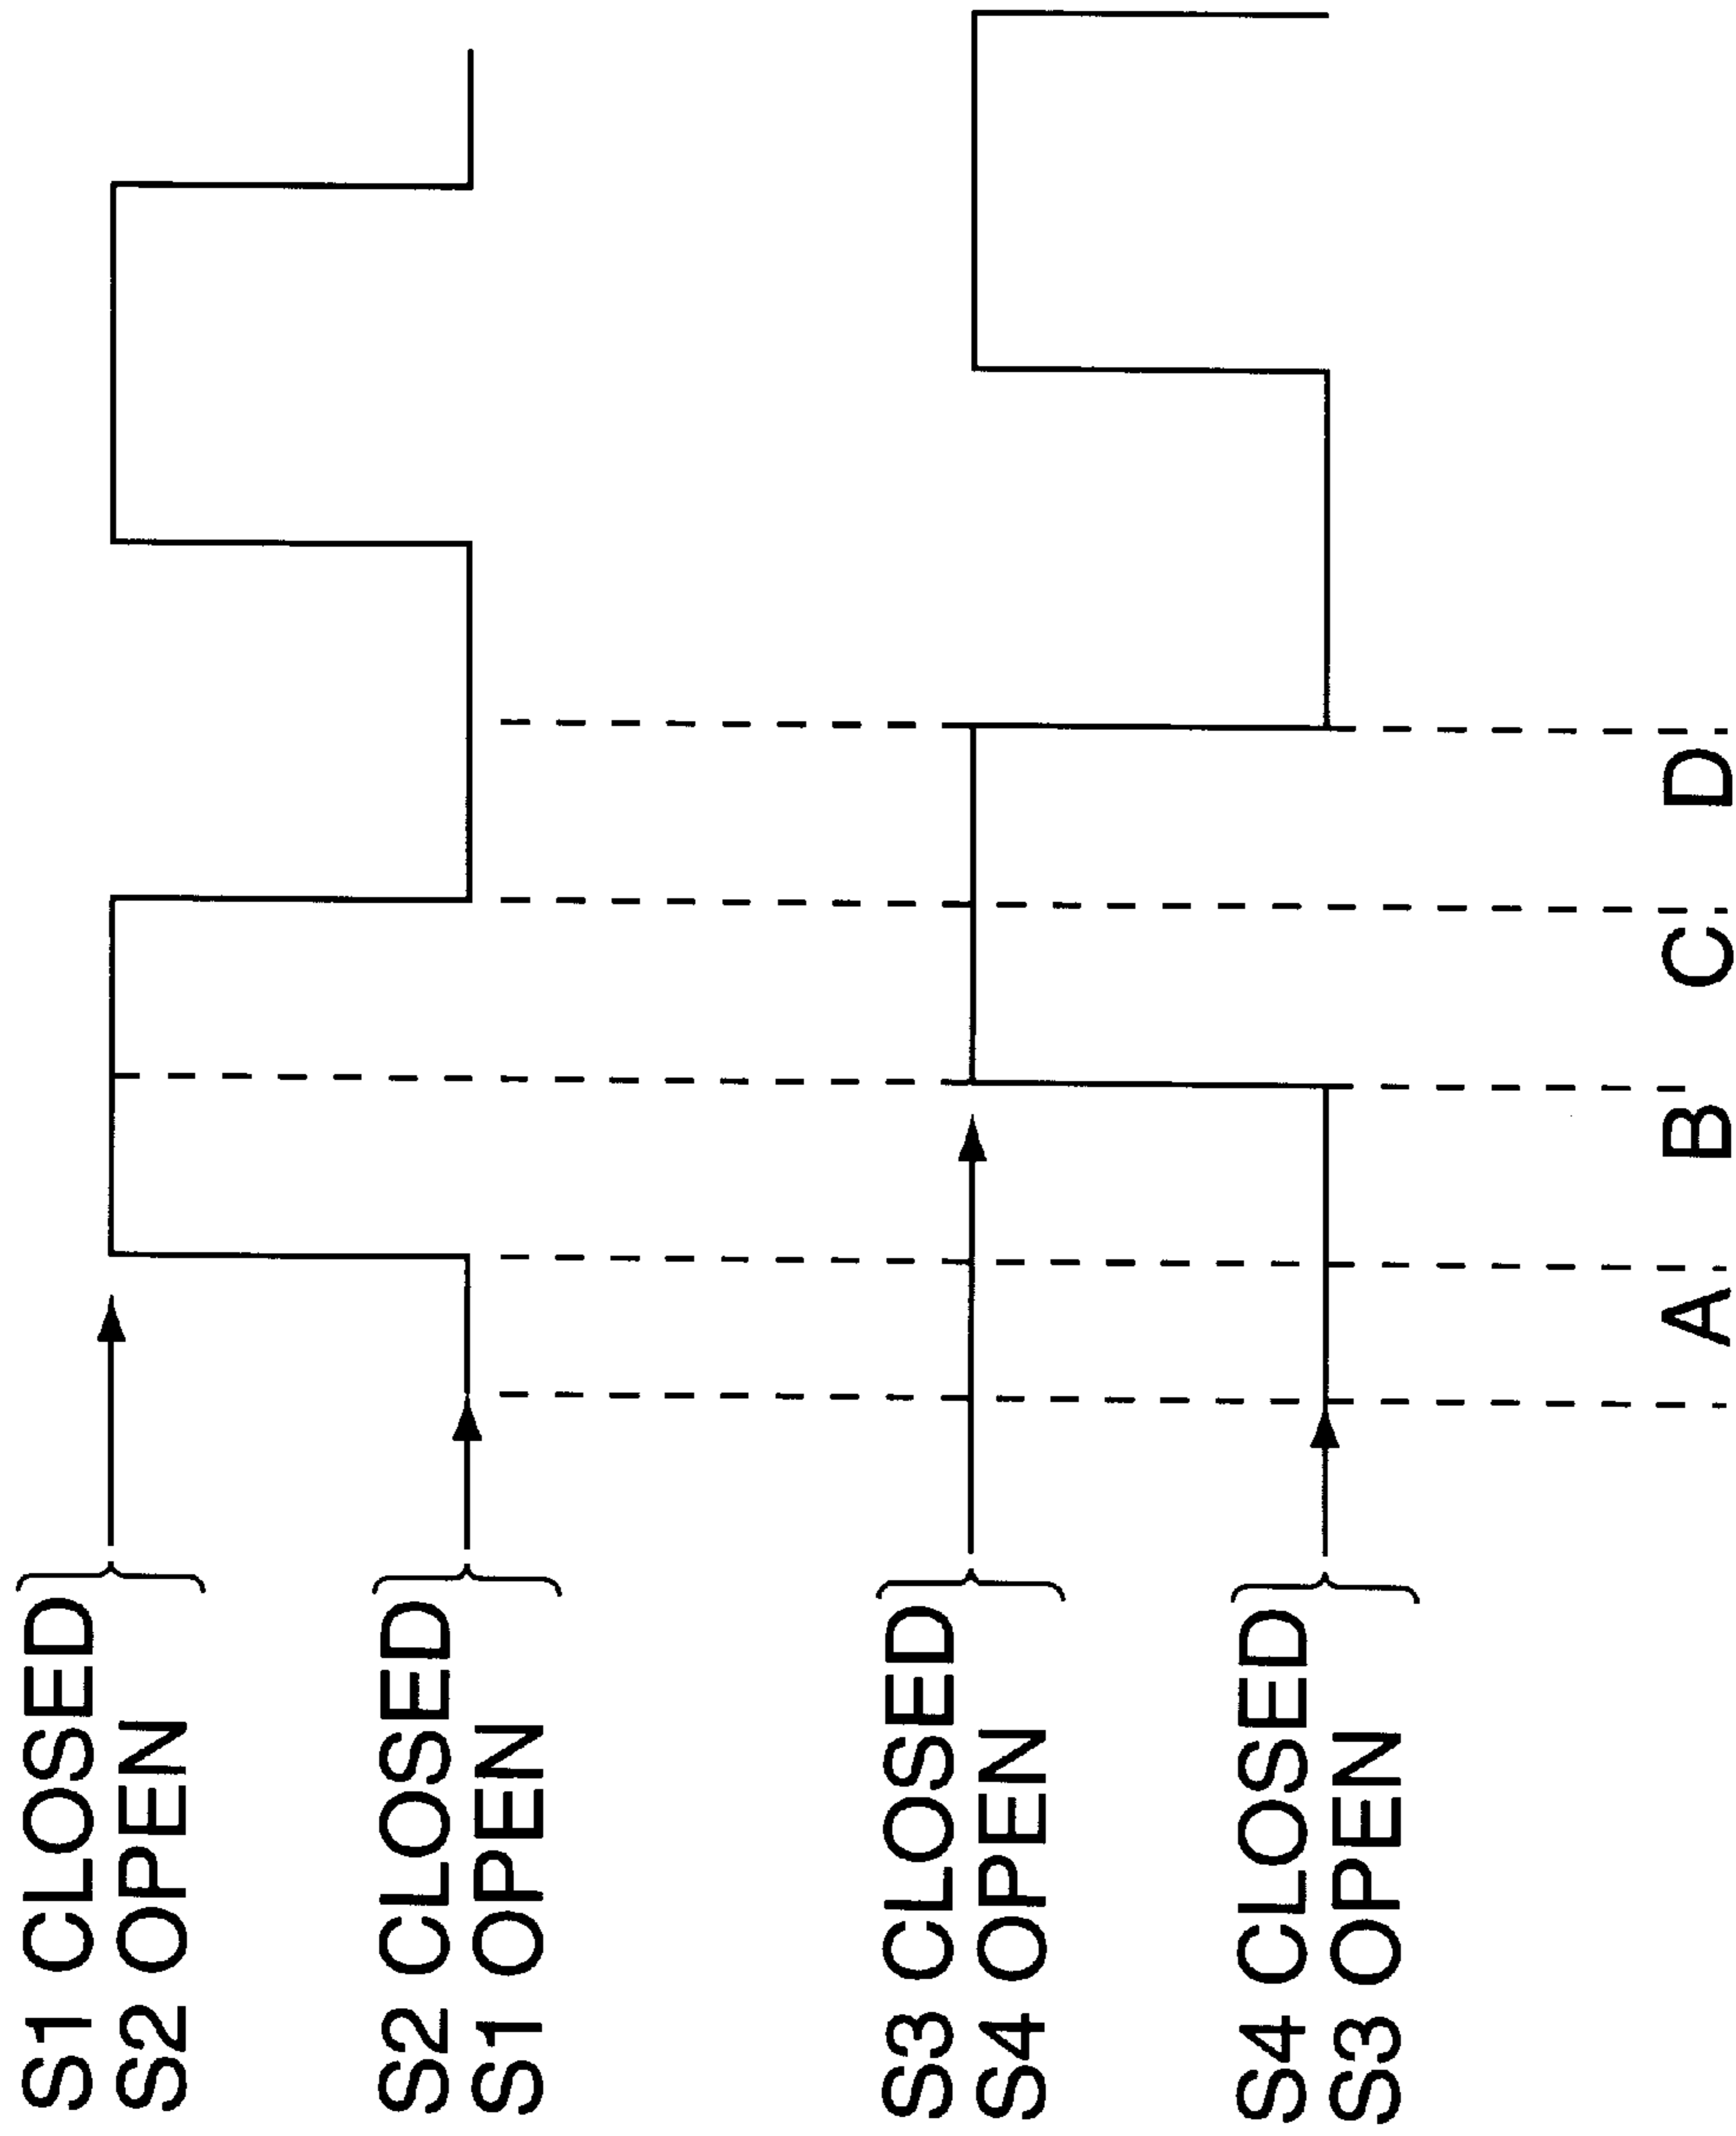 S1 CLOSED
S2 OPEN
S2 CLOSED
S1 OPEN
S3 CLOSED
S4 OPEN
S4 CLOSED
S3 OPEN
A B C D